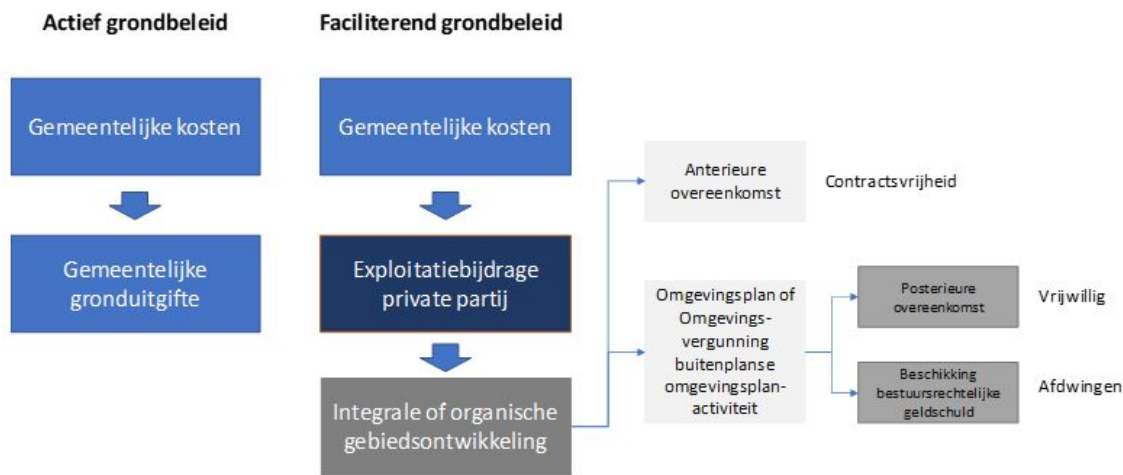 Actief grondbeleid
Gemeentelijke kosten
Gemeentelijke
gronduitgifte
Faciliterend grondbeleid
Gemeentelijke kosten
Exploitatiebijdrage
private partij
Integrale of organische
gebiedsontwikkeling
Anterieure
overeenkomst
Contractsvrijheid
Omgevingsplan of
Omgevings-
vergunning
buitenplanse
omgevingsplan-
activiteit
Posterieure
overeenkomst
Vrijwillig
Beschikking
bestuursrechtelijke
geldschuld
Afdwingen